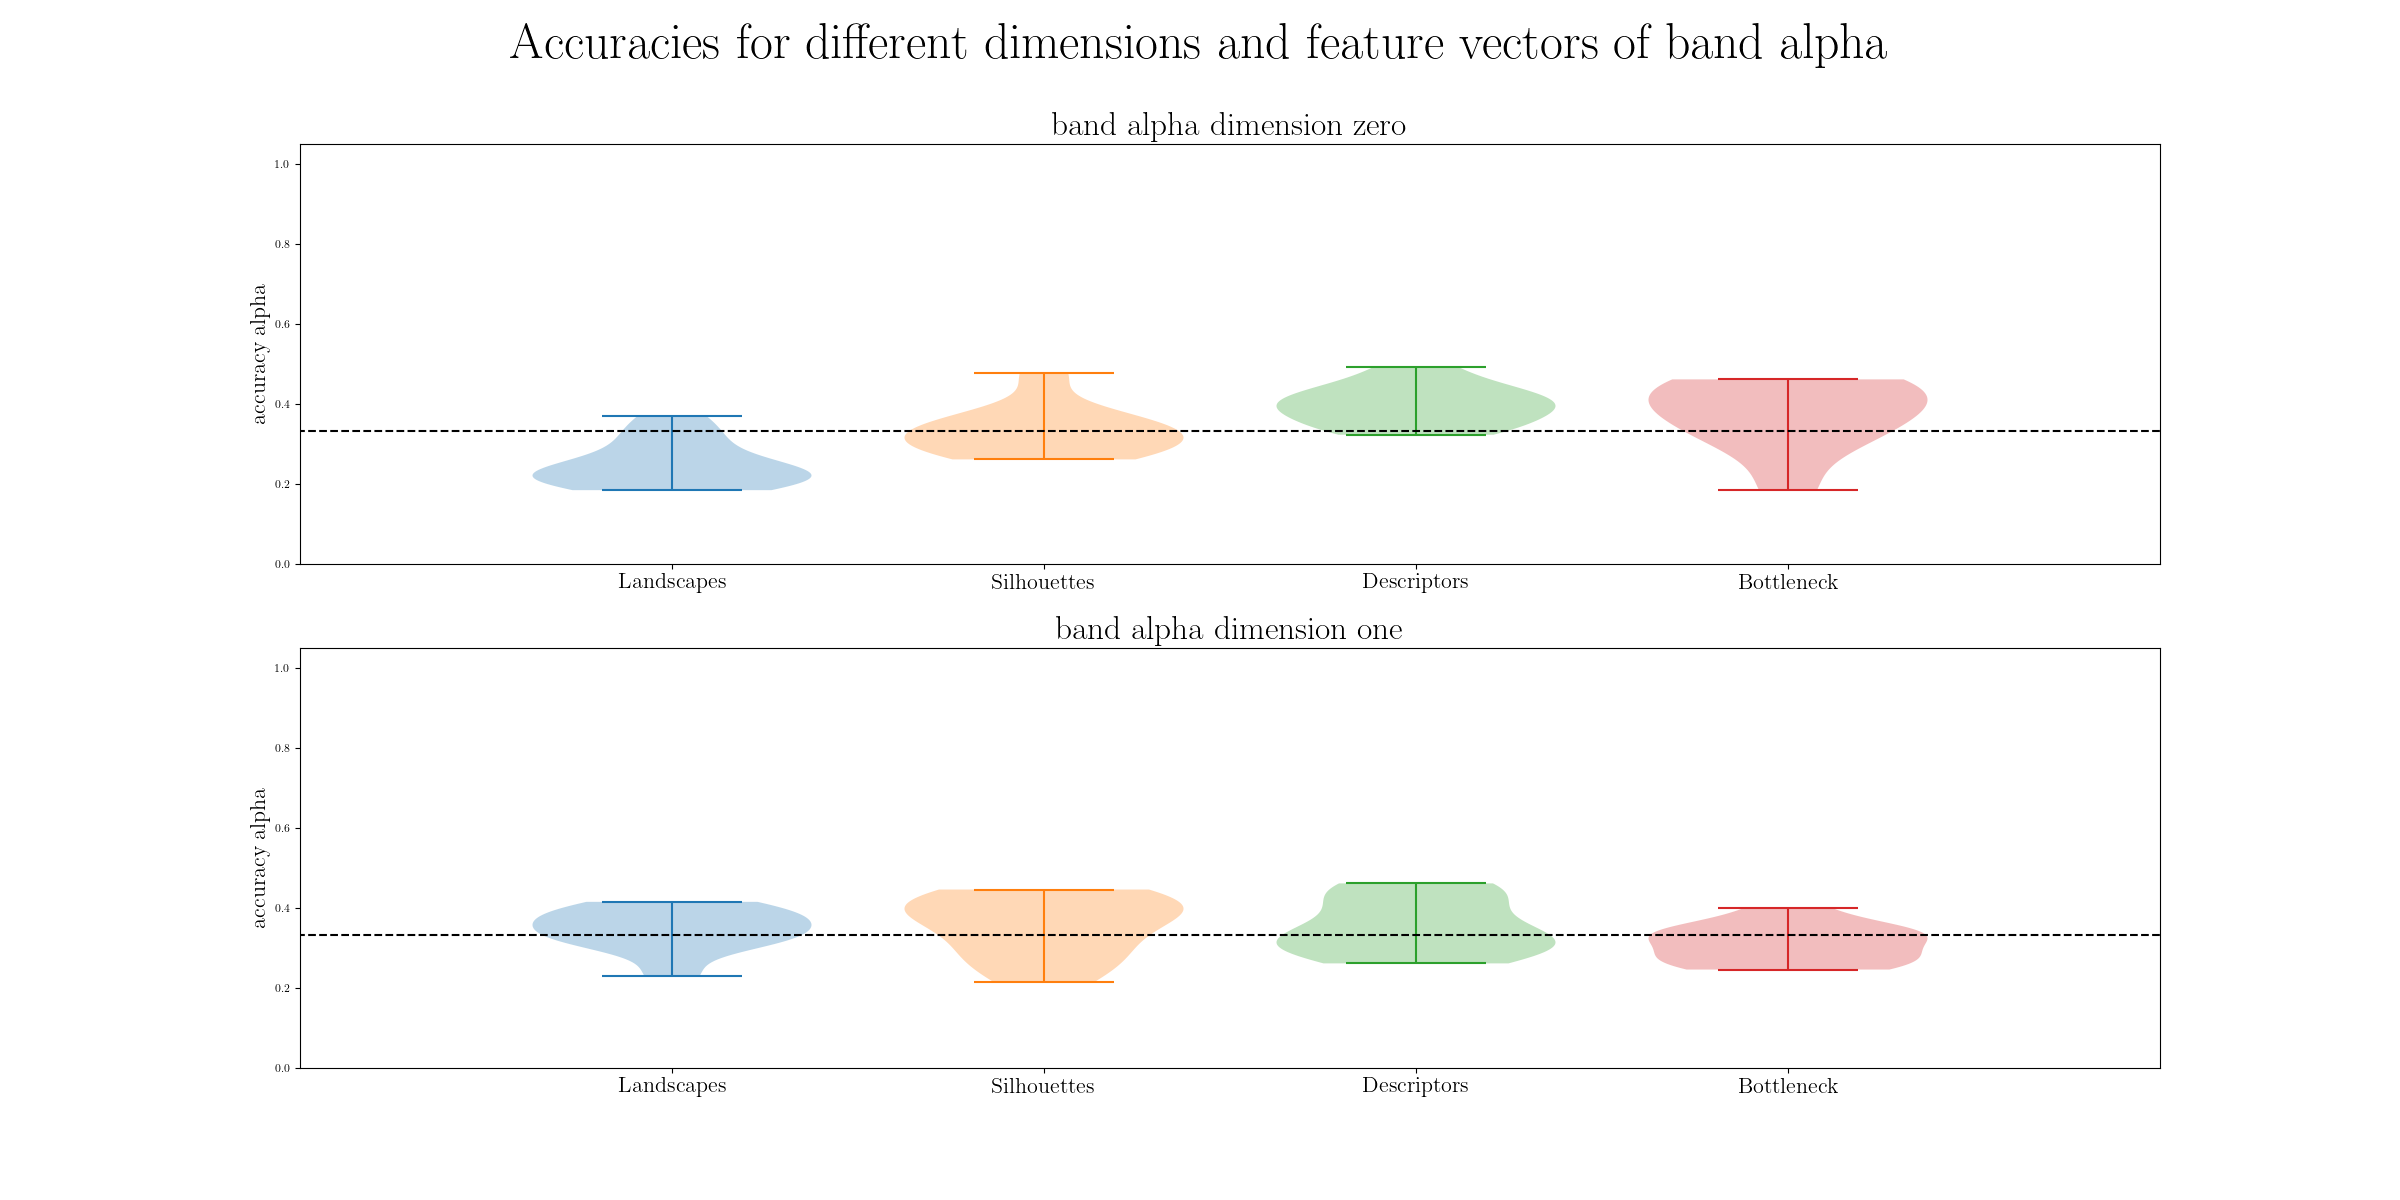 Accuracies for different dimensions and feature vectors of band alpha
band alpha dimension zero
1.0
0.8
0.6
0.4
0.2
0.0
accuracy alpha
Landscapes Silhouettes Descriptors Bottleneck
band alpha dimension one
1.0
0.8
0.6
0.4
0.2
0.0
accuracy alpha
Landscapes Silhouettes Descriptors Bottleneck